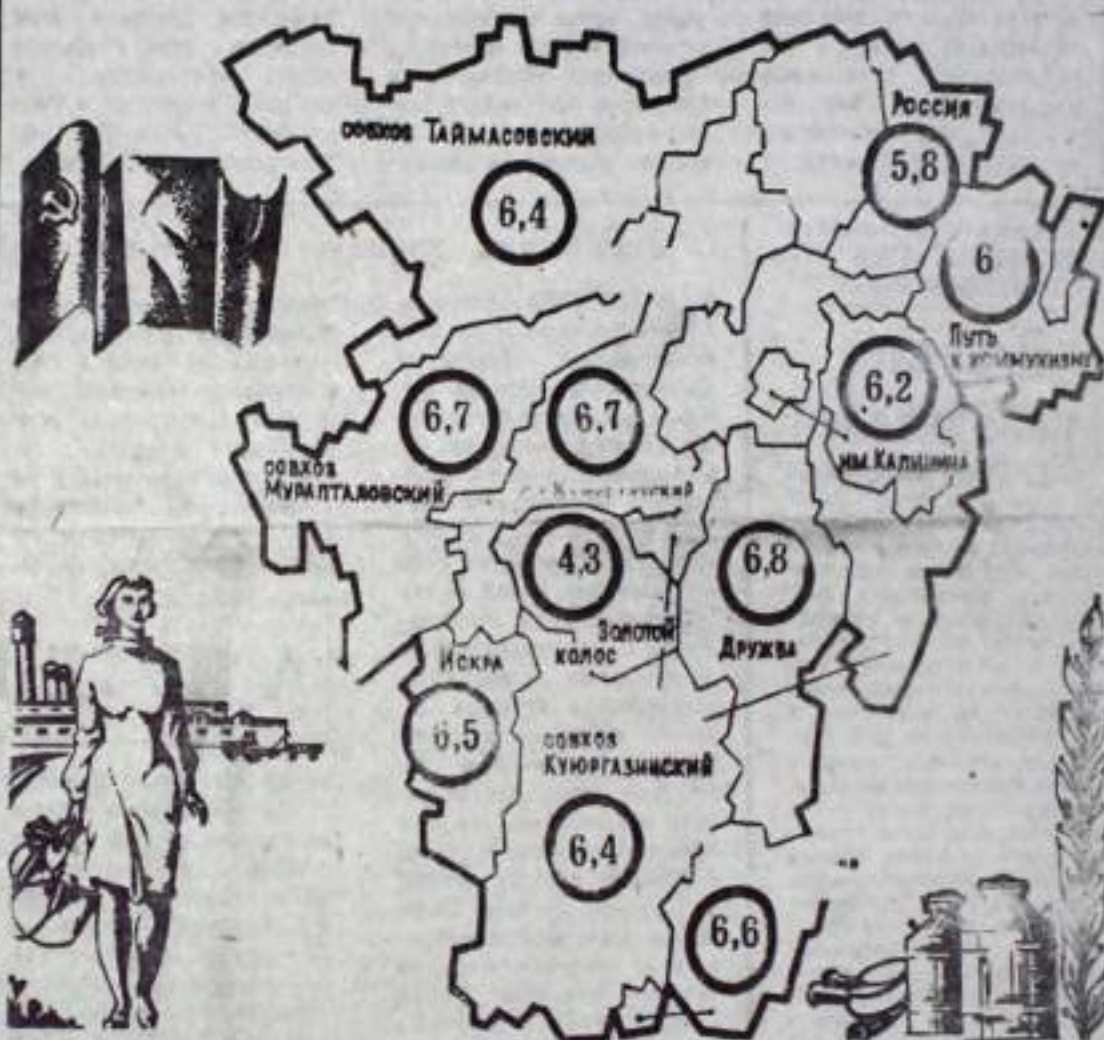 Россия
совхоз Таймасовский
5,8
6,4
6
Путь
к коммунизму
6,2
им. Калинина
6,7
6,7
совхоз
Мурапталовский
4,3
6,8
Золотой
колос
Дружба
Искра
6,5
совхоз
Куюргазинский
6,4
6,6